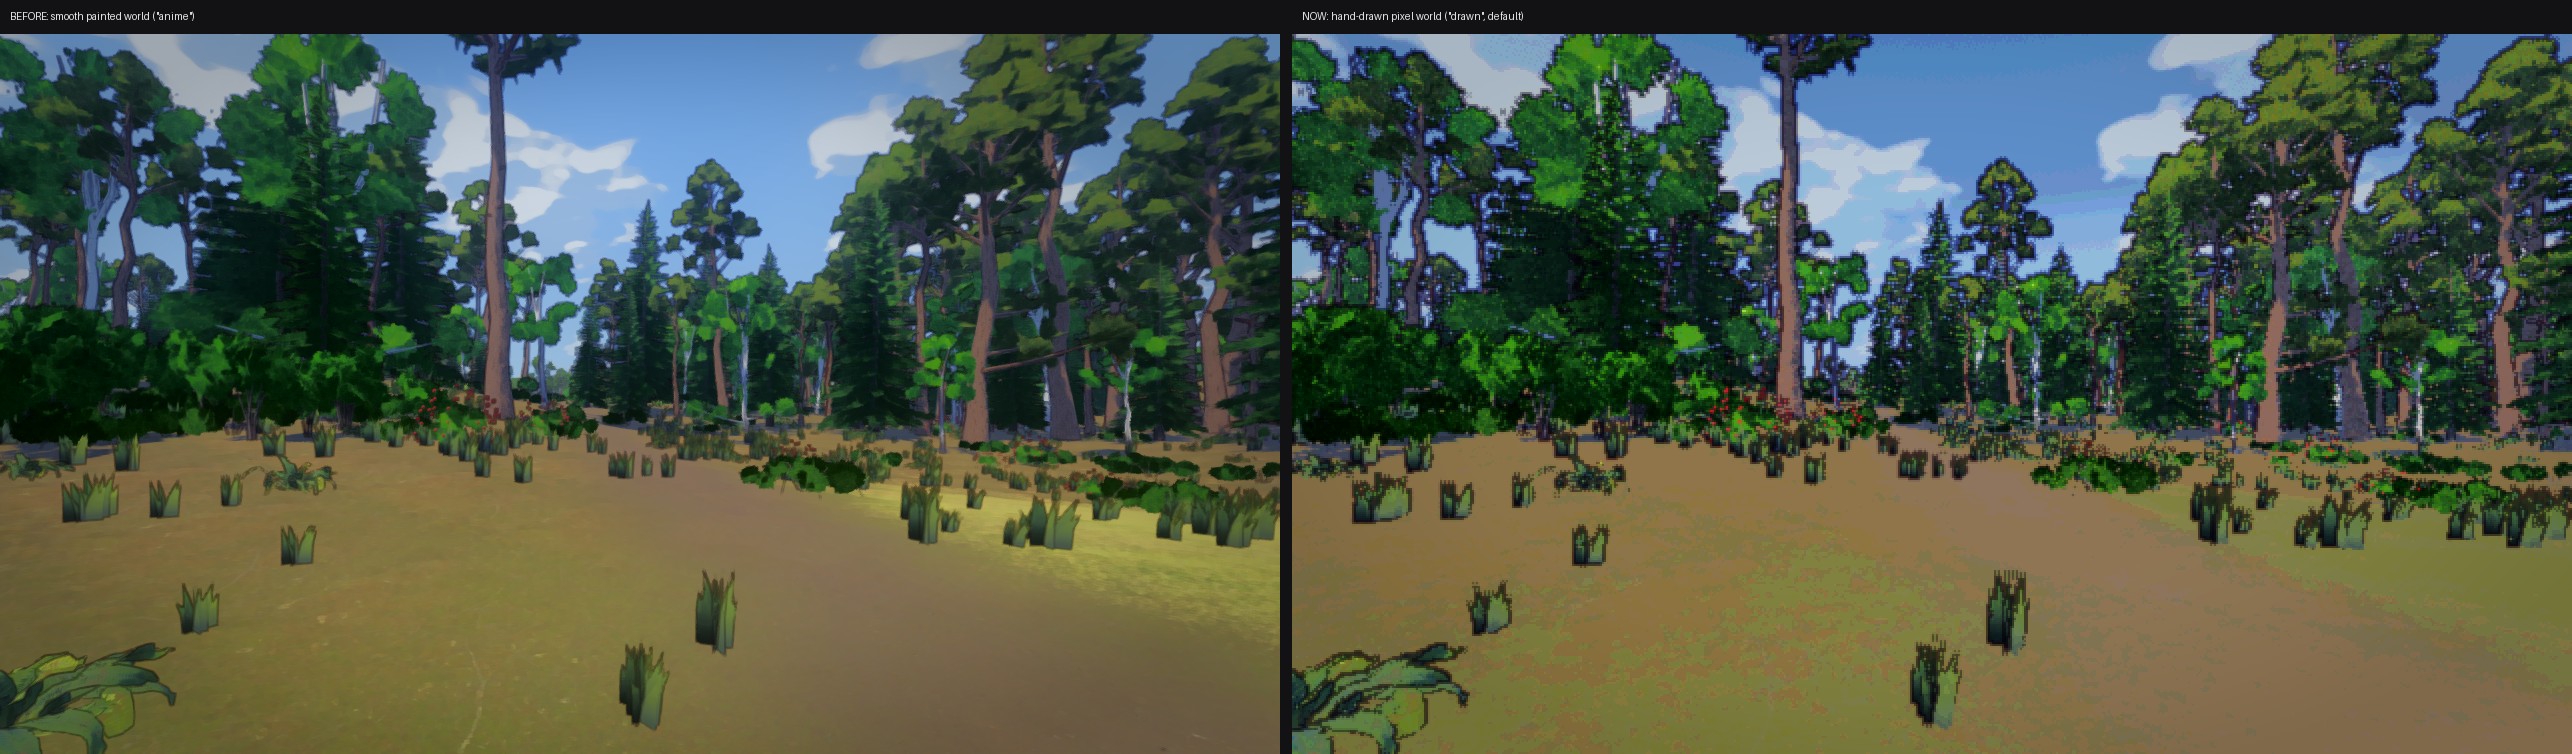 BEFORE: smooth painted world ("anime")
NOW: hand-drawn pixel world ("drawn", default)